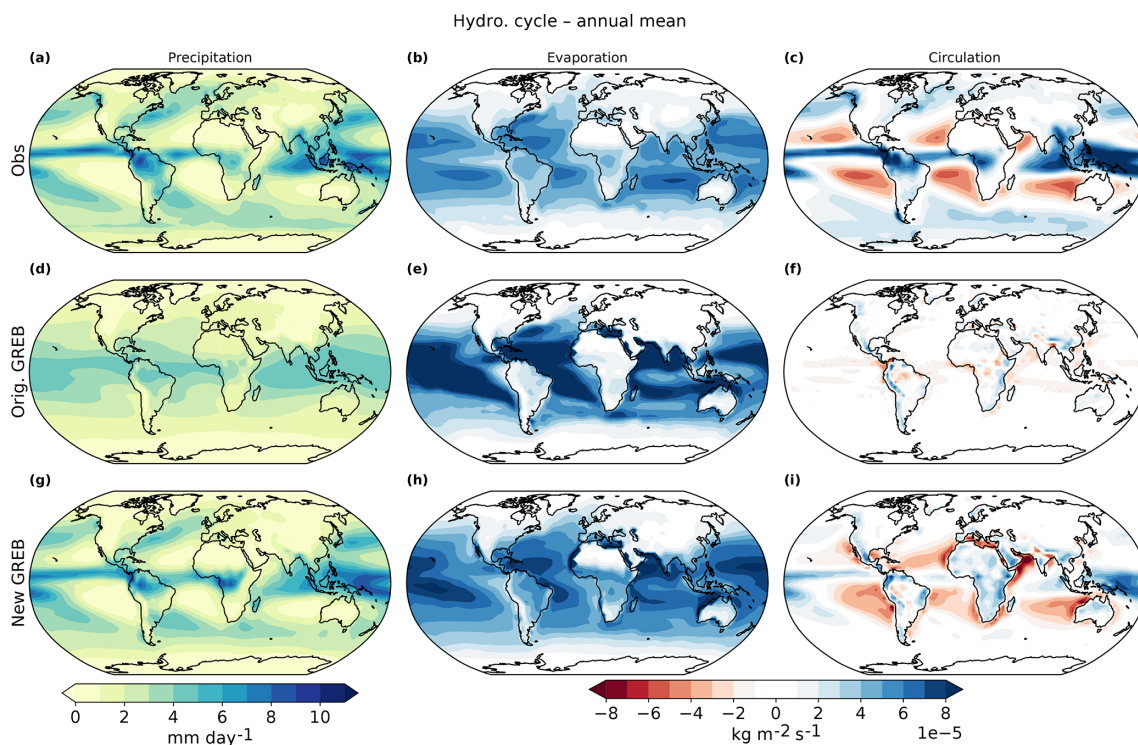 Hydro. cycle – annual mean
(a) Precipitation (b) Evaporation (c) Circulation
Obs
(d) (e) (f)
Orig. GREB
(g) (h) (i)
New GREB
0 2 4 6 8 10
mm day⁻¹
−8 −6 −4 −2 0 2 4 6 8
kg m⁻² s⁻¹ 1e−5